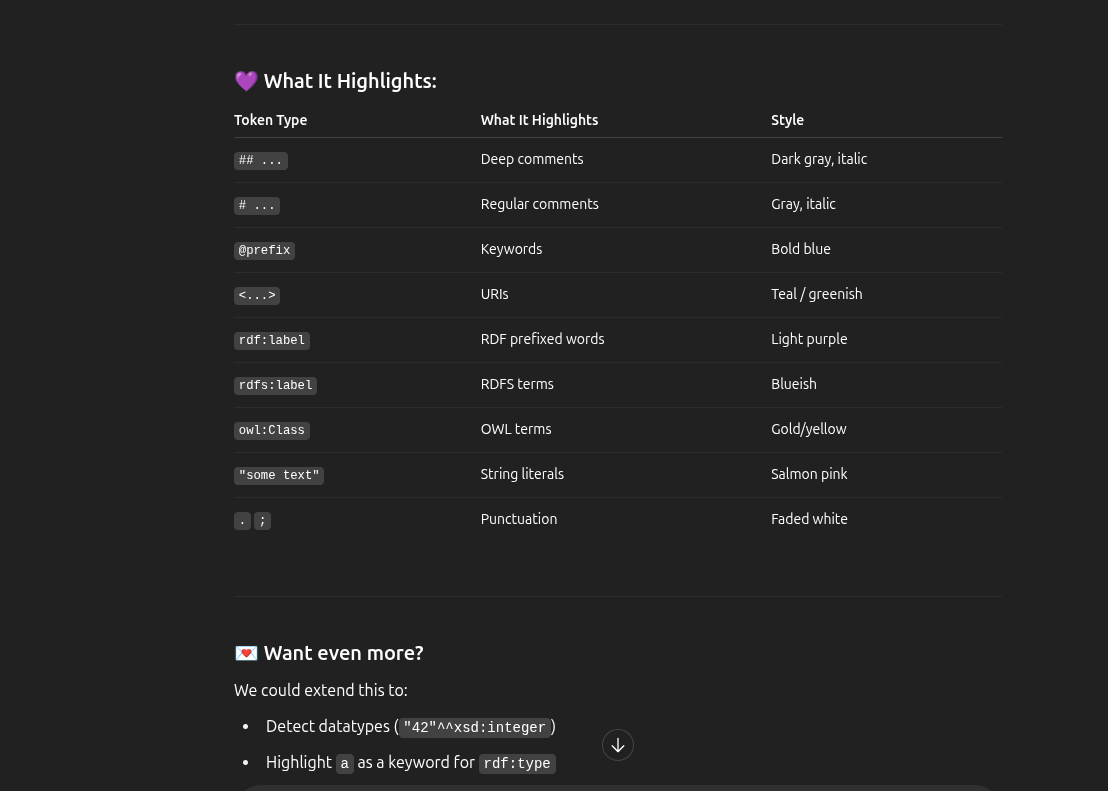 💜 What It Highlights:
Token Type What It Highlights Style
## ... Deep comments Dark gray, italic
# ... Regular comments Gray, italic
@prefix Keywords Bold blue
<...> URIs Teal / greenish
rdf:label RDF prefixed words Light purple
rdfs:label RDFS terms Blueish
owl:Class OWL terms Gold/yellow
"some text" String literals Salmon pink
. ; Punctuation Faded white
💌 Want even more?
We could extend this to:
• Detect datatypes ("42"^^xsd:integer)
• Highlight a as a keyword for rdf:type